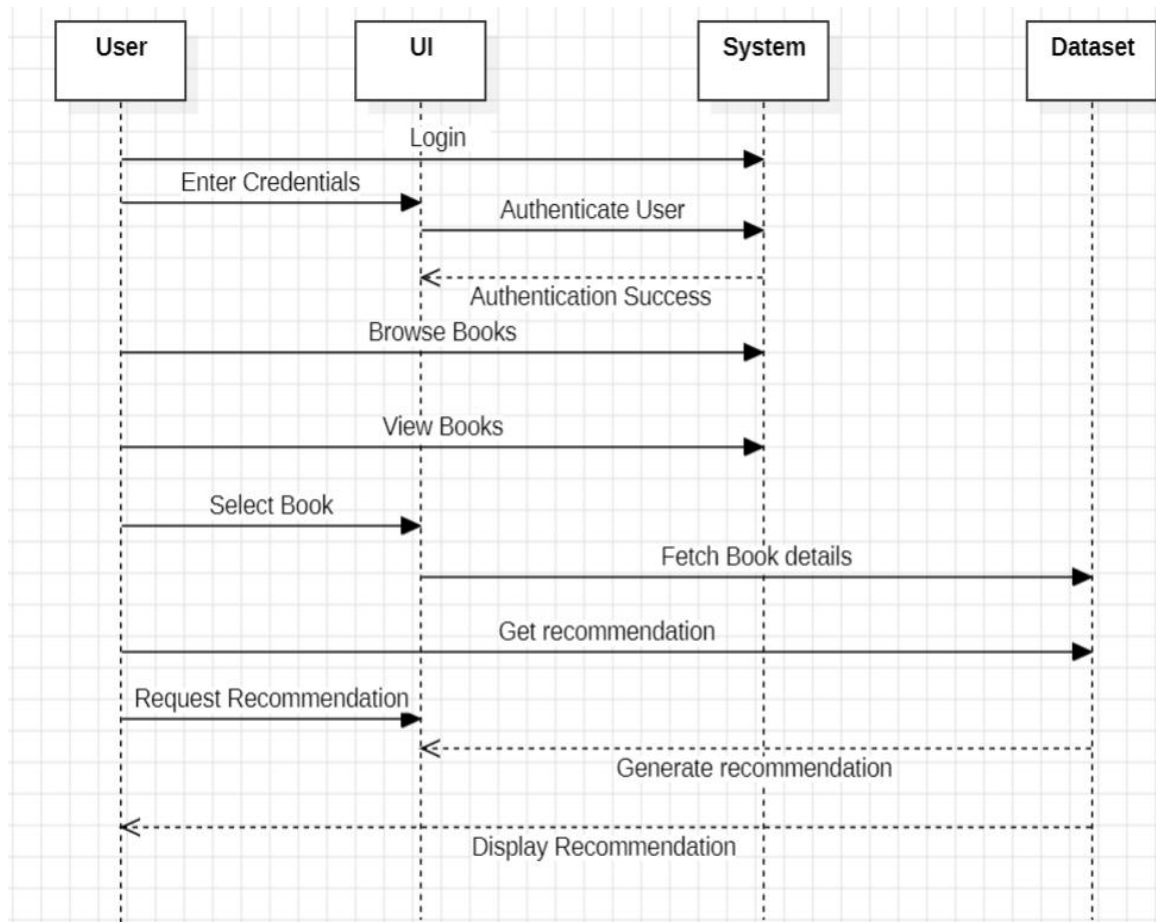 User
UI
System
Dataset
Login
Enter Credentials
Authenticate User
Authentication Success
Browse Books
View Books
Select Book
Fetch Book details
Get recommendation
Request Recommendation
Generate recommendation
Display Recommendation